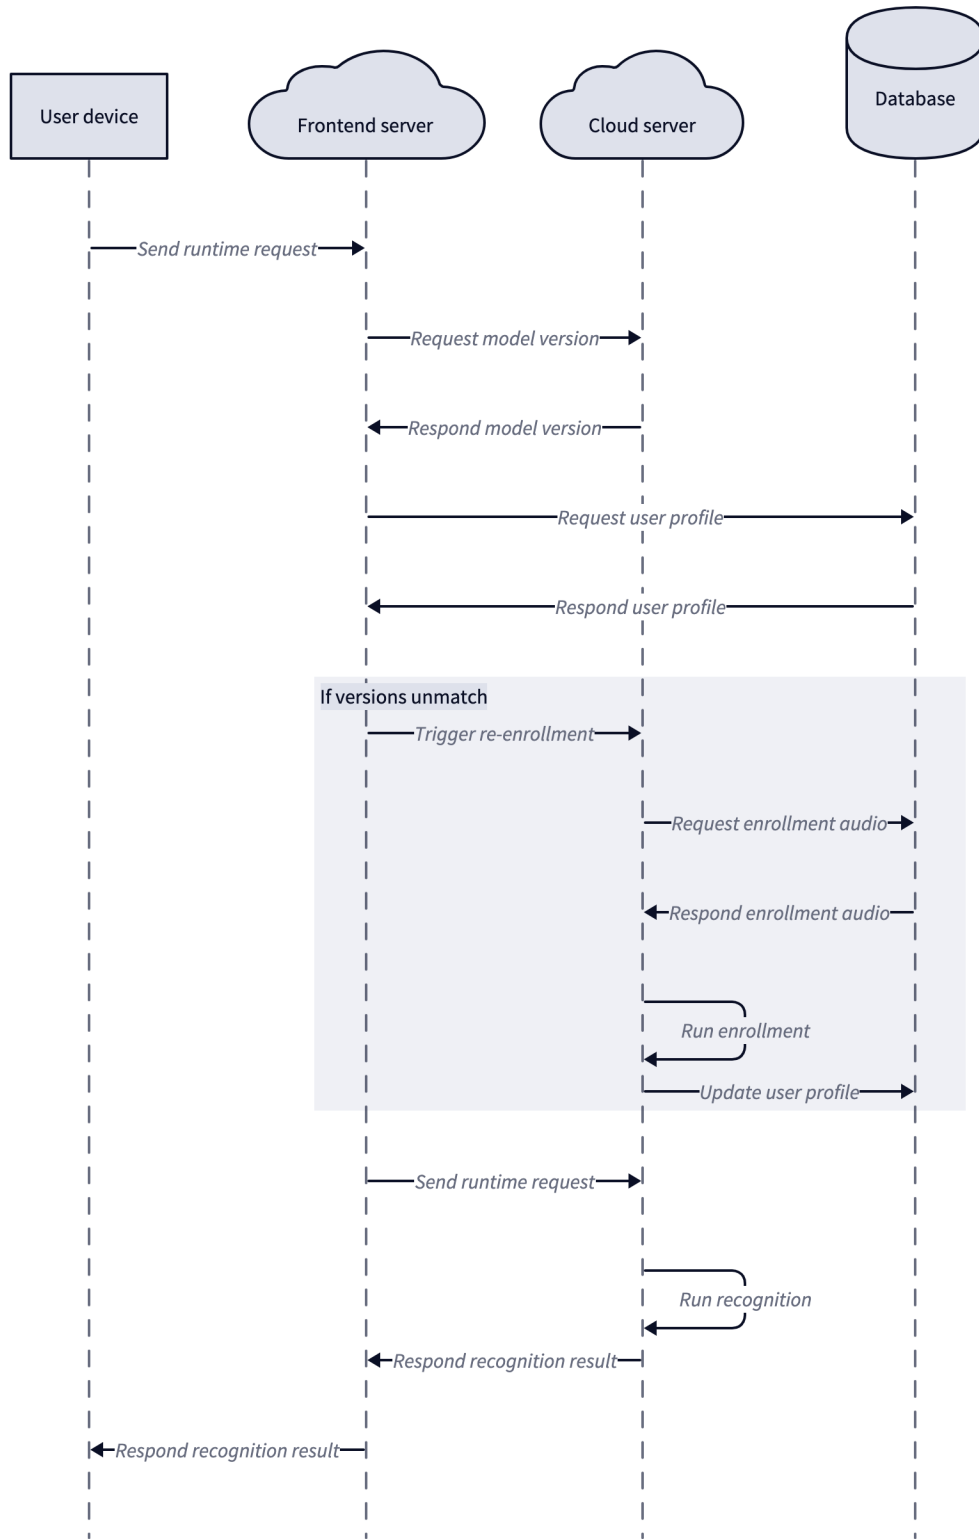 User device
Frontend server
Cloud server
Database
Send runtime request
Request model version
Respond model version
Request user profile
Respond user profile
If versions unmatch
Trigger re-enrollment
Request enrollment audio
Respond enrollment audio
Run enrollment
Update user profile
Send runtime request
Run recognition
Respond recognition result
Respond recognition result